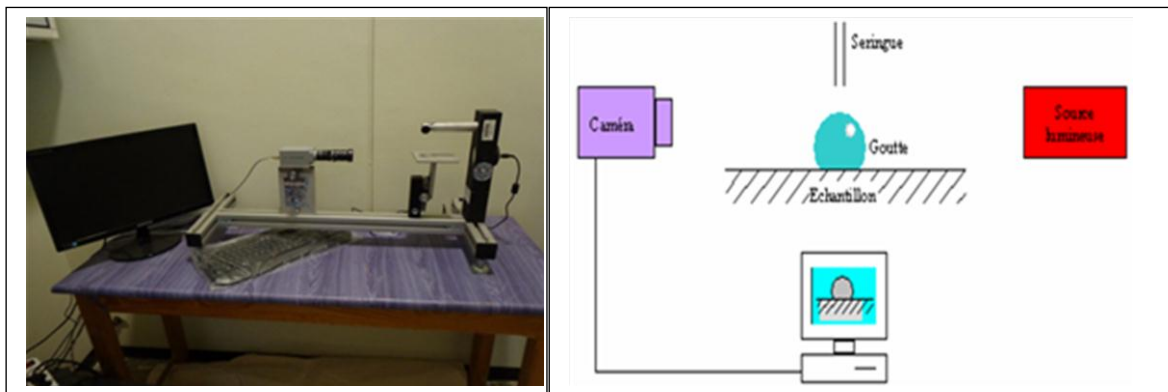 Seringue
Caméra
Source
lumineuse
Goutte
Echantillon